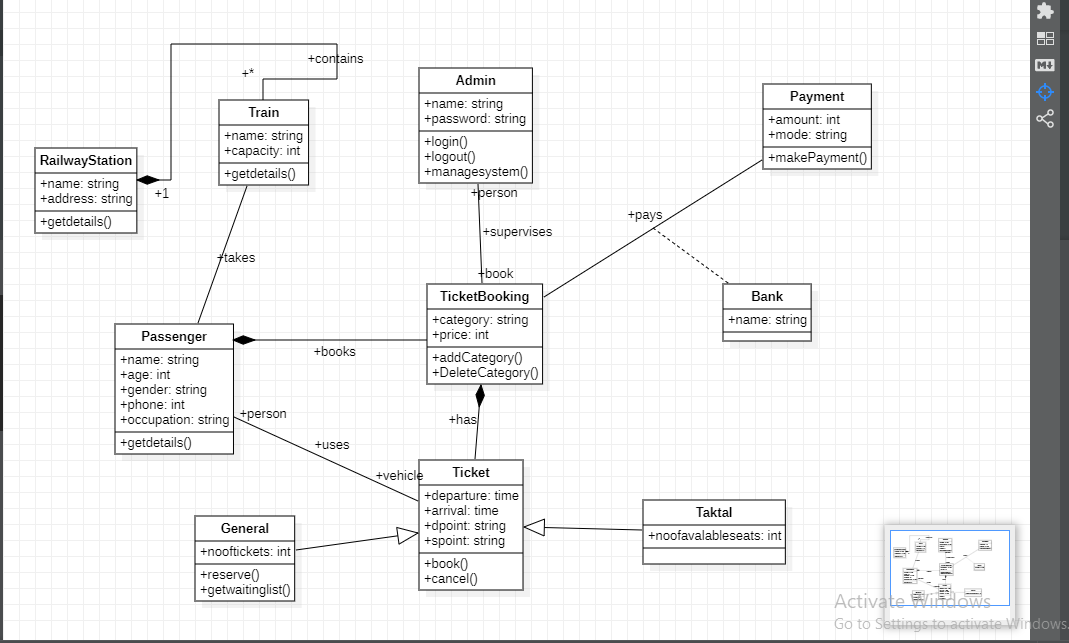 +contains
+*
Train
+name: string
+capacity: int
+getdetails()
Admin
+name: string
+password: string
+login()
+logout()
+managesystem()
Payment
+amount: int
+mode: string
+makePayment()
RailwayStation
+name: string
+address: string
+getdetails()
+1
+person
+pays
+supervises
+takes
+book
TicketBooking
+category: string
+price: int
+addCategory()
+DeleteCategory()
Bank
+name: string
Passenger
+name: string
+age: int
+gender: string
+phone: int
+occupation: string
+getdetails()
+books
+person
+has
+uses
+vehicle
Ticket
+departure: time
+arrival: time
+dpoint: string
+spoint: string
+book()
+cancel()
General
+nooftickets: int
+reserve()
+getwaitinglist()
Taktal
+noofavalableseats: int
M
Activate Windows
Go to Settings to activate Windows.